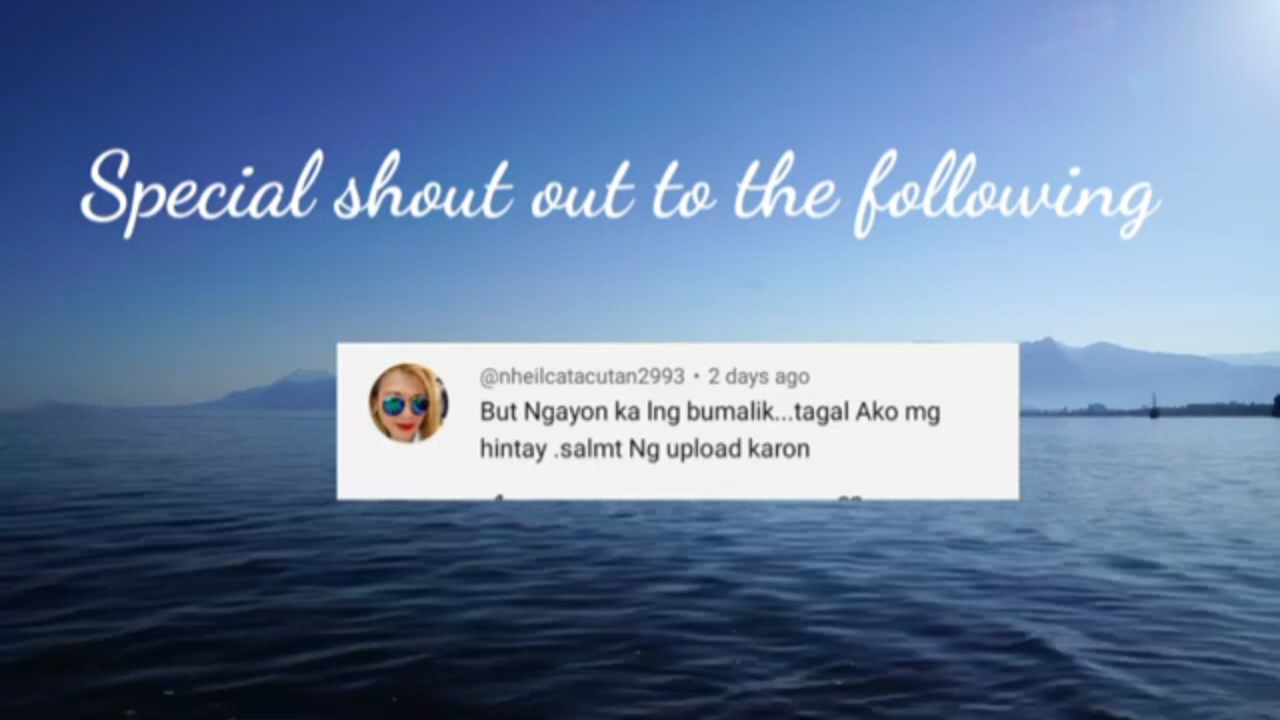 Special shout out to the following
@nheilcatacutan2993 • 2 days ago
But Ngayon ka lng bumalik...tagal Ako mg
hintay .salmt Ng upload karon